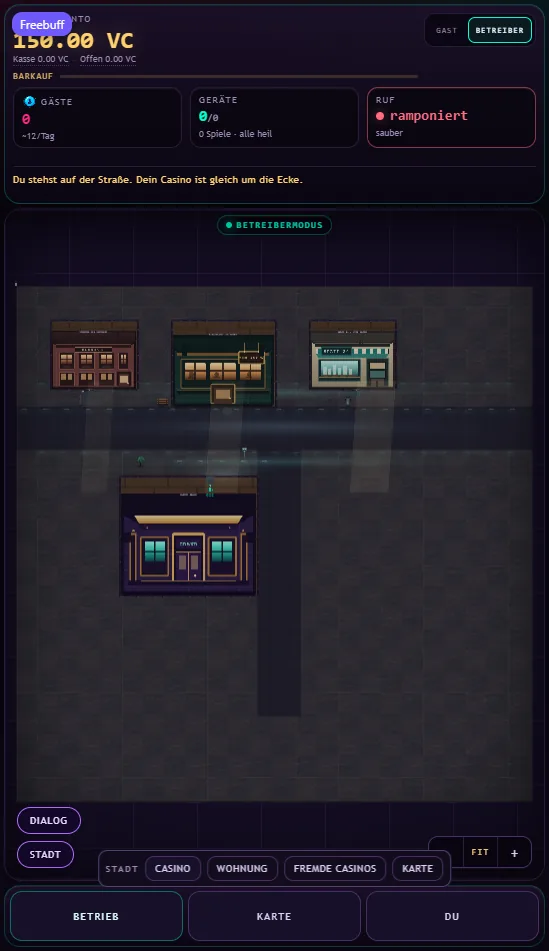 Freebuff
NTO
150.00 VC
Kasse 0.00 VC Offen 0.00 VC
GAST
BETREIBER
BARKAUF
GÄSTE
0
~12/Tag
GERÄTE
0/0
0 Spiele · alle heil
RUF
ramponiert
sauber
Du stehst auf der Straße. Dein Casino ist gleich um die Ecke.
BETREIBERMODUS
DIALOG
STADT
STADT
CASINO
WOHNUNG
FREMDE CASINOS
KARTE
FIT
+
BETRIEB
KARTE
DU